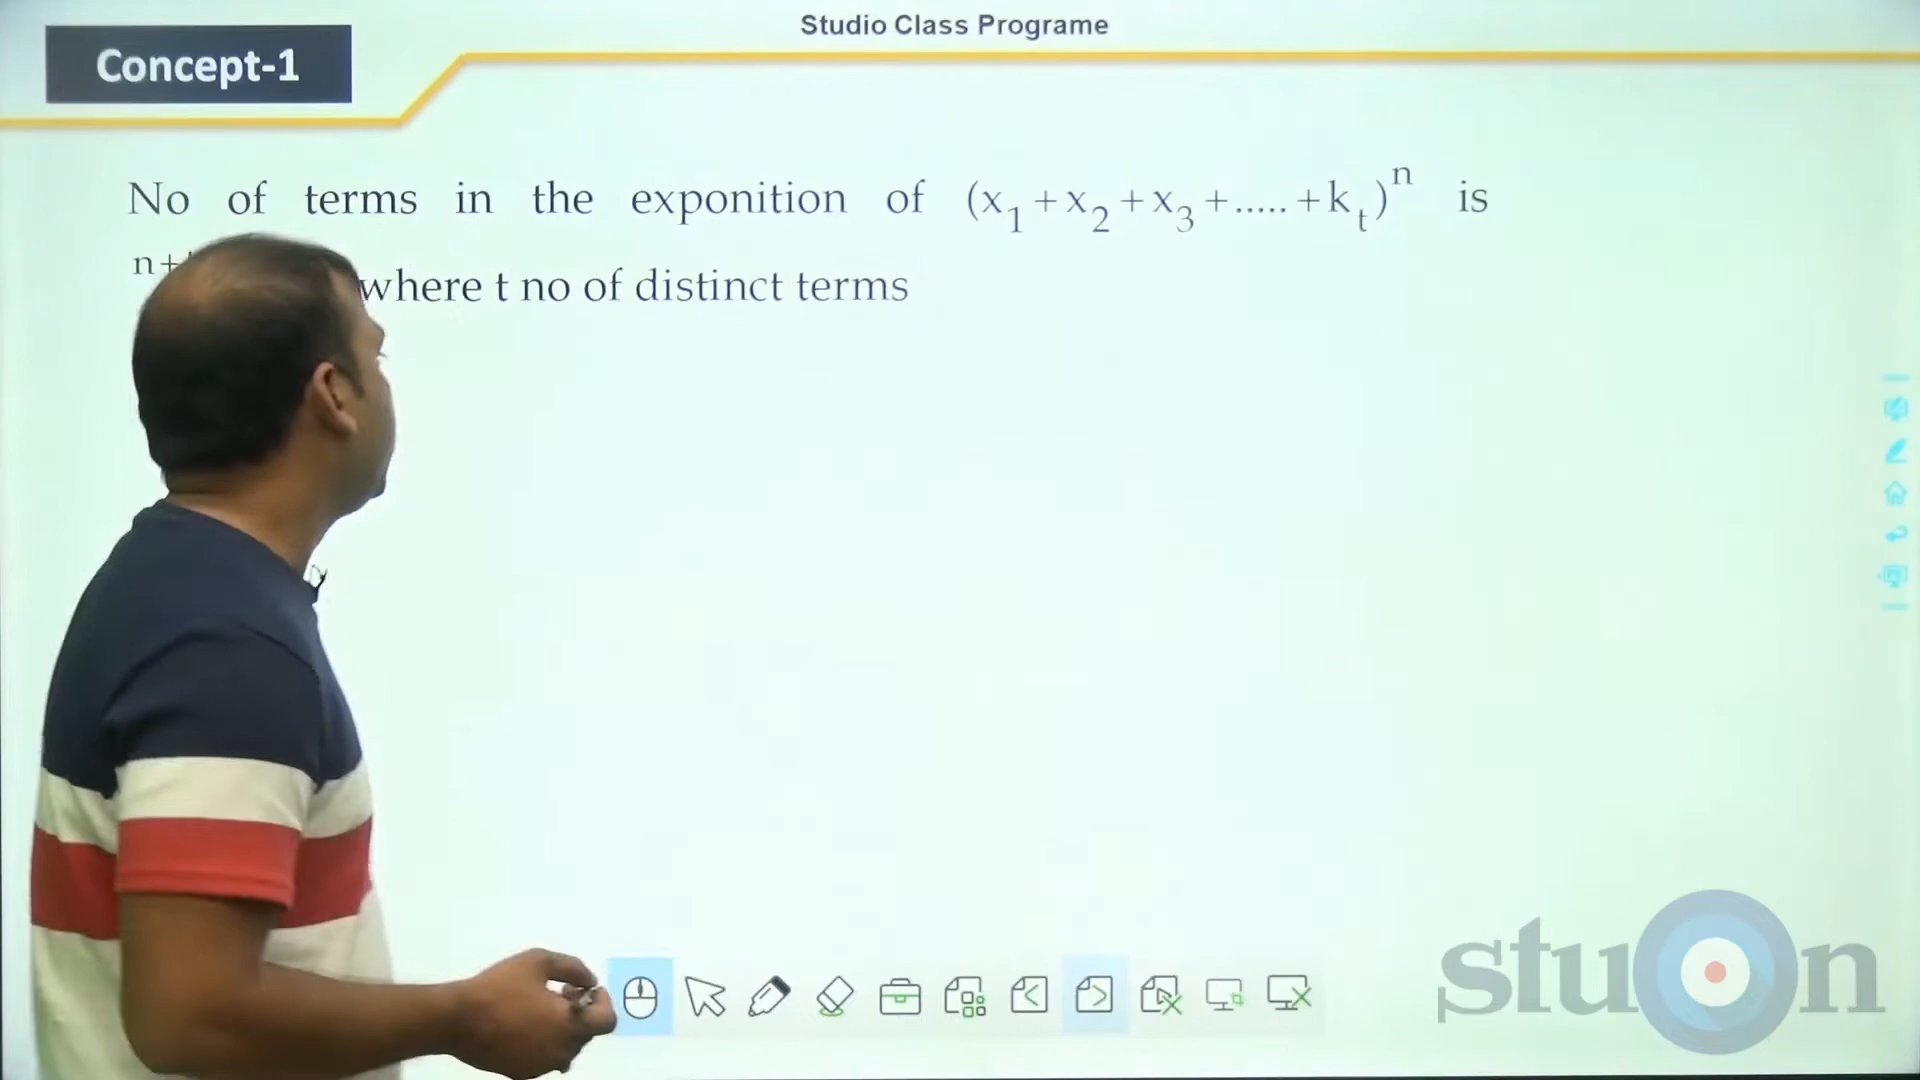 Studio Class Programe
Concept-1
No of terms in the exponition of (x₁+x₂+x₃+.....+kₜ)ⁿ is
n+ where t no of distinct terms
stuon